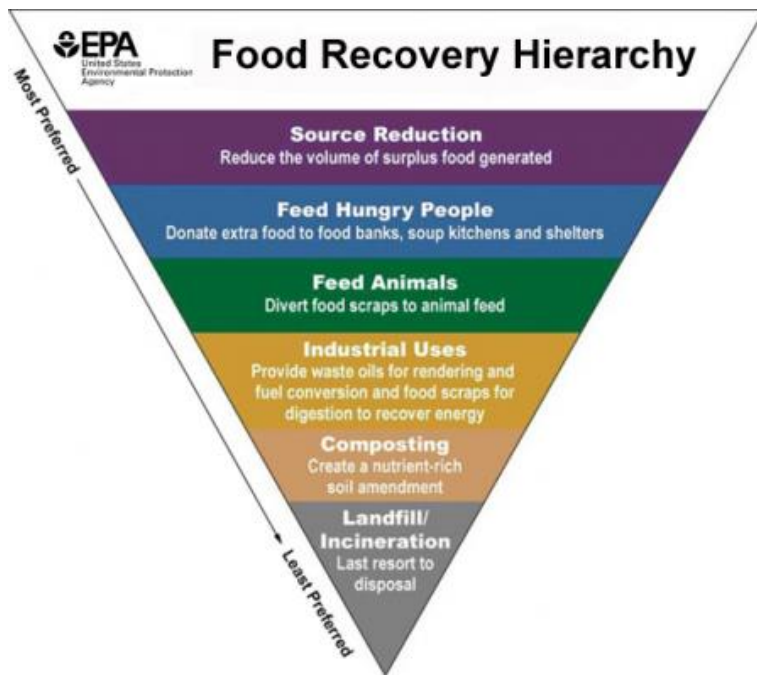 EPA
United States
Environmental Protection
Agency
Food Recovery Hierarchy
Most Preferred
Source Reduction
Reduce the volume of surplus food generated
Feed Hungry People
Donate extra food to food banks, soup kitchens and shelters
Feed Animals
Divert food scraps to animal feed
Industrial Uses
Provide waste oils for rendering and
fuel conversion and food scraps for
digestion to recover energy
Composting
Create a nutrient-rich
soil amendment
Landfill/
Incineration
Last resort to
disposal
Least Preferred